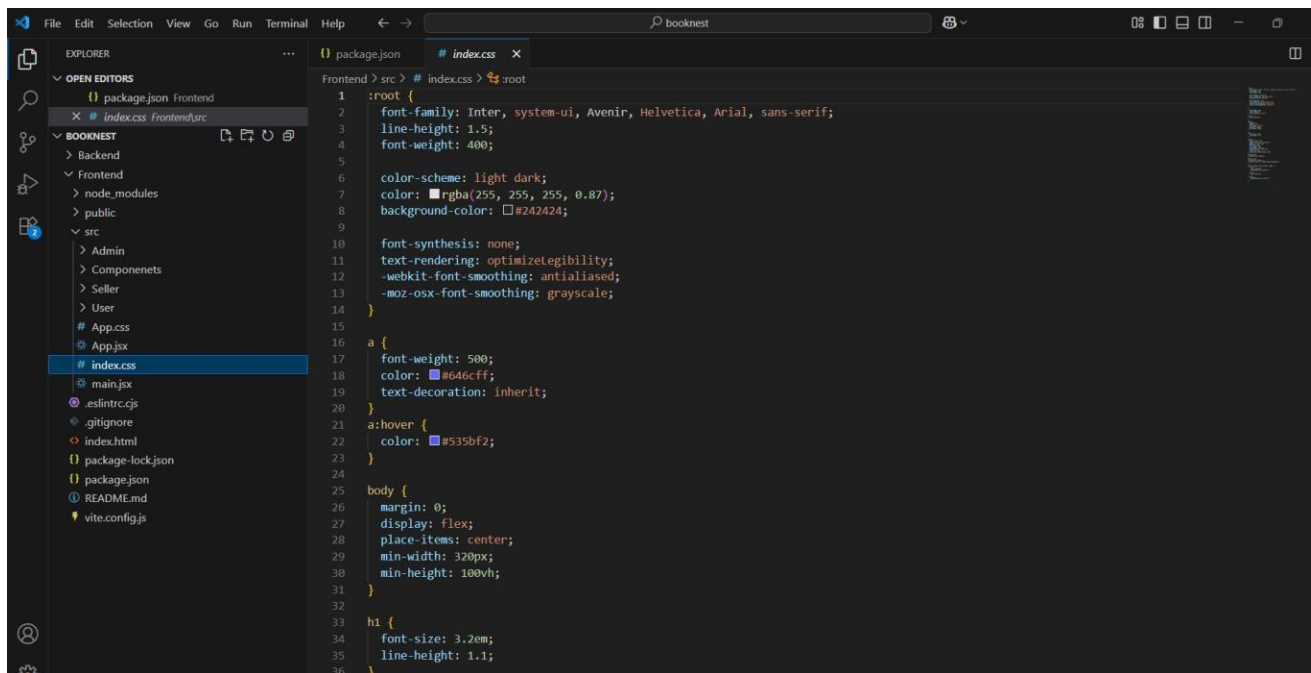 File Edit Selection View Go Run Terminal Help
booknest
EXPLORER
OPEN EDITORS
{} package.json Frontend
# index.css Frontend\src
BOOKNEST
Backend
Frontend
node_modules
public
src
Admin
Componenets
Seller
User
# App.css
App.jsx
# index.css
main.jsx
.eslintrc.cjs
.gitignore
index.html
{} package-lock.json
{} package.json
README.md
vite.config.js
2
{} package.json
# index.css
Frontend > src > # index.css > :root
1 :root {
2 font-family: Inter, system-ui, Avenir, Helvetica, Arial, sans-serif;
3 line-height: 1.5;
4 font-weight: 400;
5
6 color-scheme: light dark;
7 color: rgba(255, 255, 255, 0.87);
8 background-color: #242424;
9
10 font-synthesis: none;
11 text-rendering: optimizeLegibility;
12 -webkit-font-smoothing: antialiased;
13 -moz-osx-font-smoothing: grayscale;
14 }
15
16 a {
17 font-weight: 500;
18 color: #646cff;
19 text-decoration: inherit;
20 }
21 a:hover {
22 color: #535bf2;
23 }
24
25 body {
26 margin: 0;
27 display: flex;
28 place-items: center;
29 min-width: 320px;
30 min-height: 100vh;
31 }
32
33 h1 {
34 font-size: 3.2em;
35 line-height: 1.1;
36 }